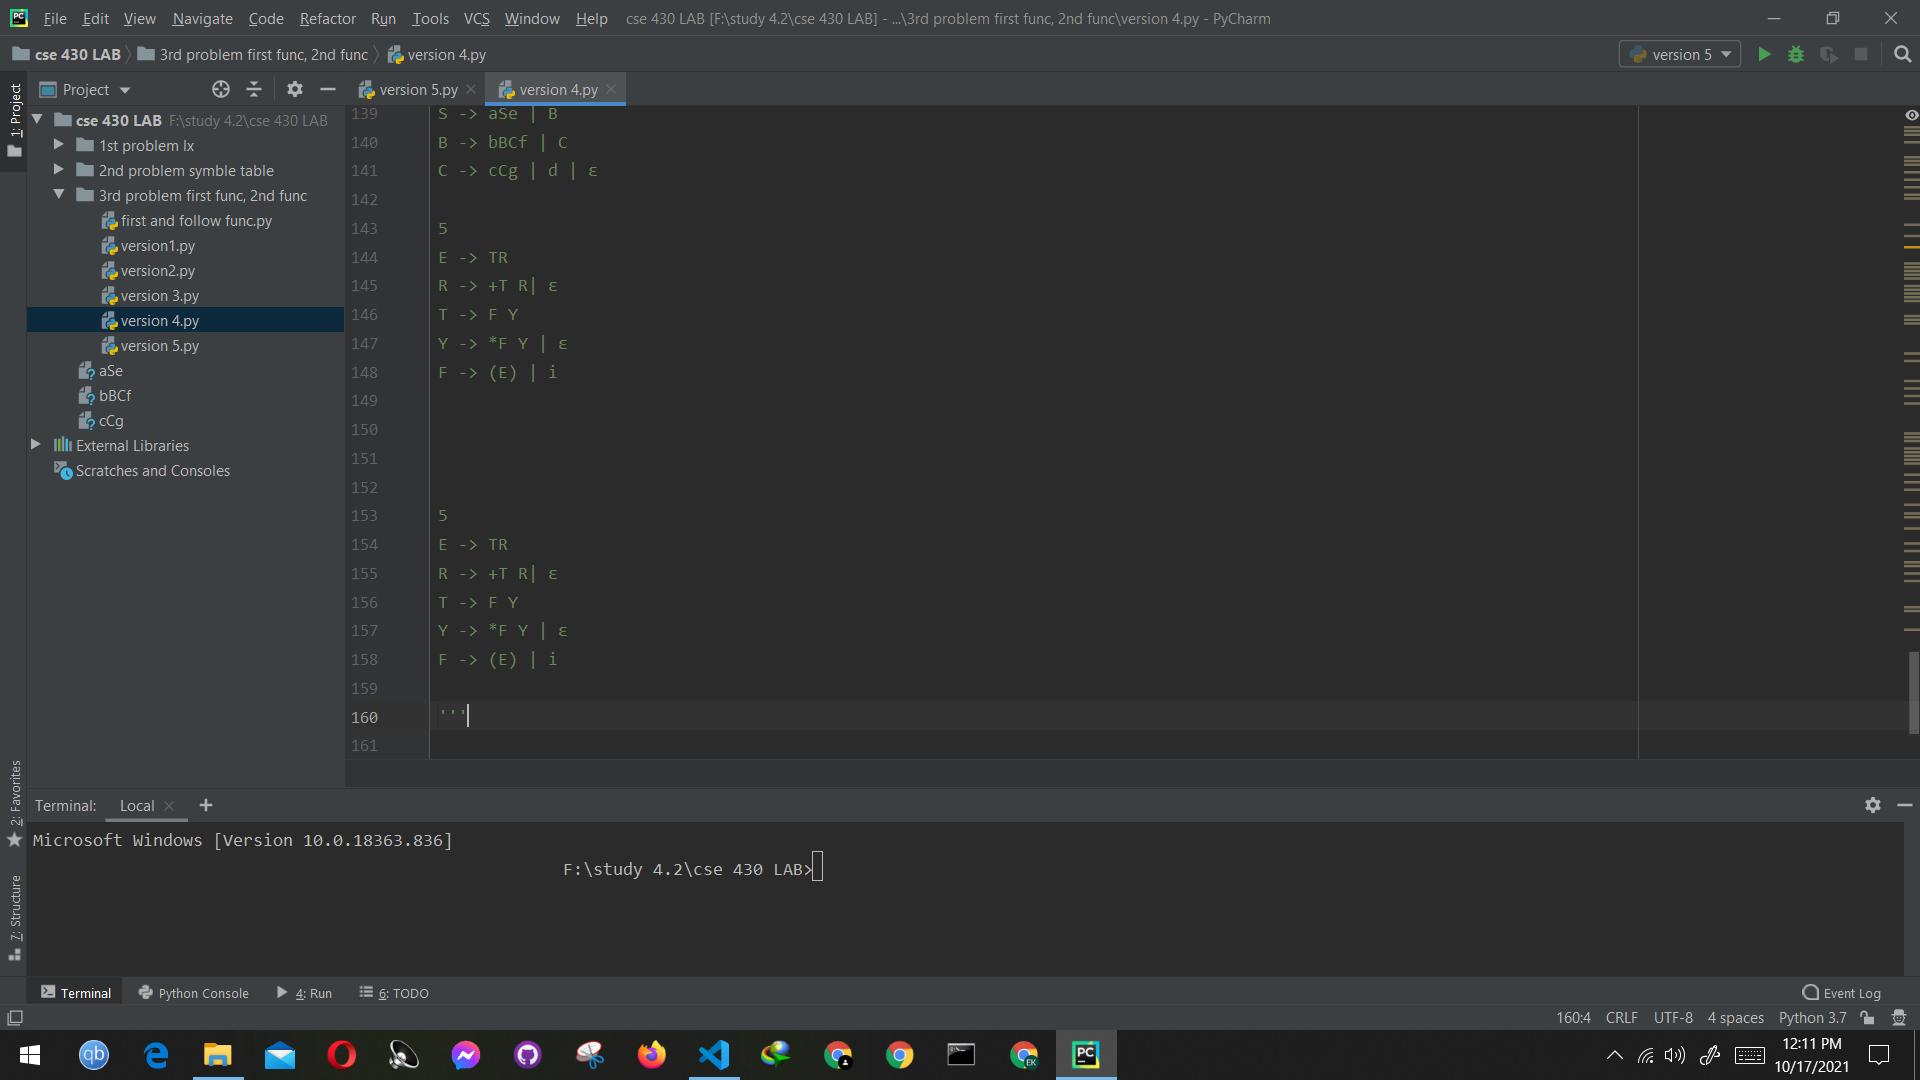 File Edit View Navigate Code Refactor Run Tools VCS Window Help cse 430 LAB [F:\study 4.2\cse 430 LAB] - ...\3rd problem first func, 2nd func\version 4.py - PyCharm
cse 430 LAB 3rd problem first func, 2nd func version 4.py version 5
Project version 5.py version 4.py
1: Project
cse 430 LAB F:\study 4.2\cse 430 LAB
1st problem lx
2nd problem symble table
3rd problem first func, 2nd func
first and follow func.py
version1.py
version2.py
version 3.py
version 4.py
version 5.py
aSe
bBCf
cCg
External Libraries
Scratches and Consoles
139 S -> aSe | B
140 B -> bBCf | C
141 C -> cCg | d | ε
142
143 5
144 E -> TR
145 R -> +T R| ε
146 T -> F Y
147 Y -> *F Y | ε
148 F -> (E) | i
149
150
151
152
153 5
154 E -> TR
155 R -> +T R| ε
156 T -> F Y
157 Y -> *F Y | ε
158 F -> (E) | i
159
160 '''
161
2: Favorites
7: Structure
Terminal: Local
Microsoft Windows [Version 10.0.18363.836]
F:\study 4.2\cse 430 LAB>
Terminal Python Console 4: Run 6: TODO Event Log
160:4 CRLF UTF-8 4 spaces Python 3.7
qb PC EK
12:11 PM
10/17/2021